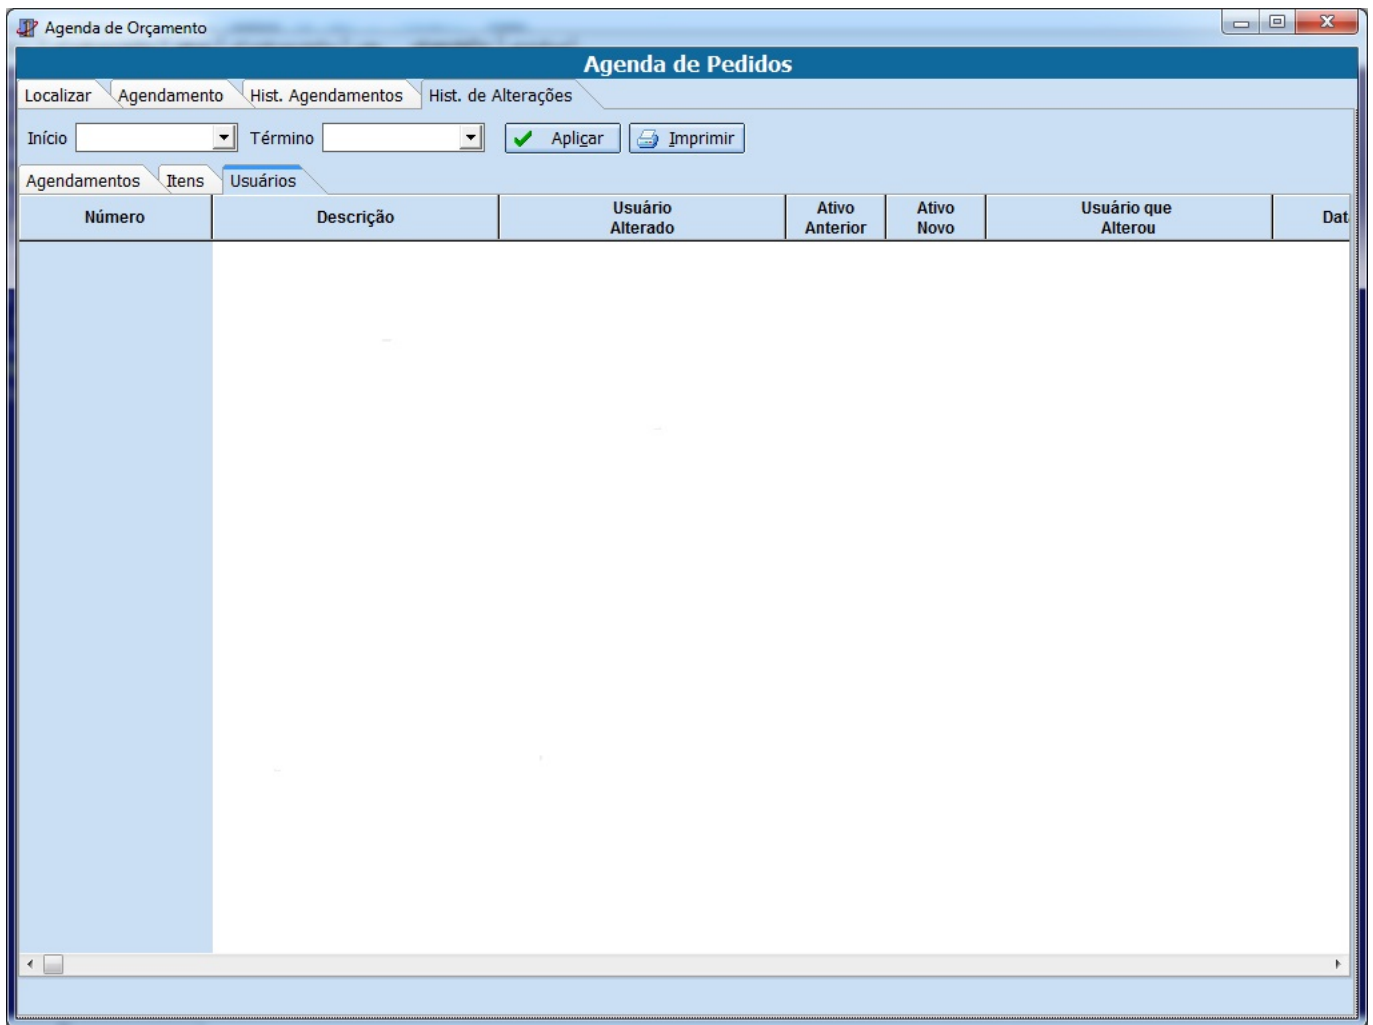 Agenda de Orçamento
Agenda de Pedidos
Localizar Agendamento Hist. Agendamentos Hist. de Alterações
Início Término Aplicar Imprimir
Agendamentos Itens Usuários
Número Descrição Usuário Alterado Ativo Anterior Ativo Novo Usuário que Alterou